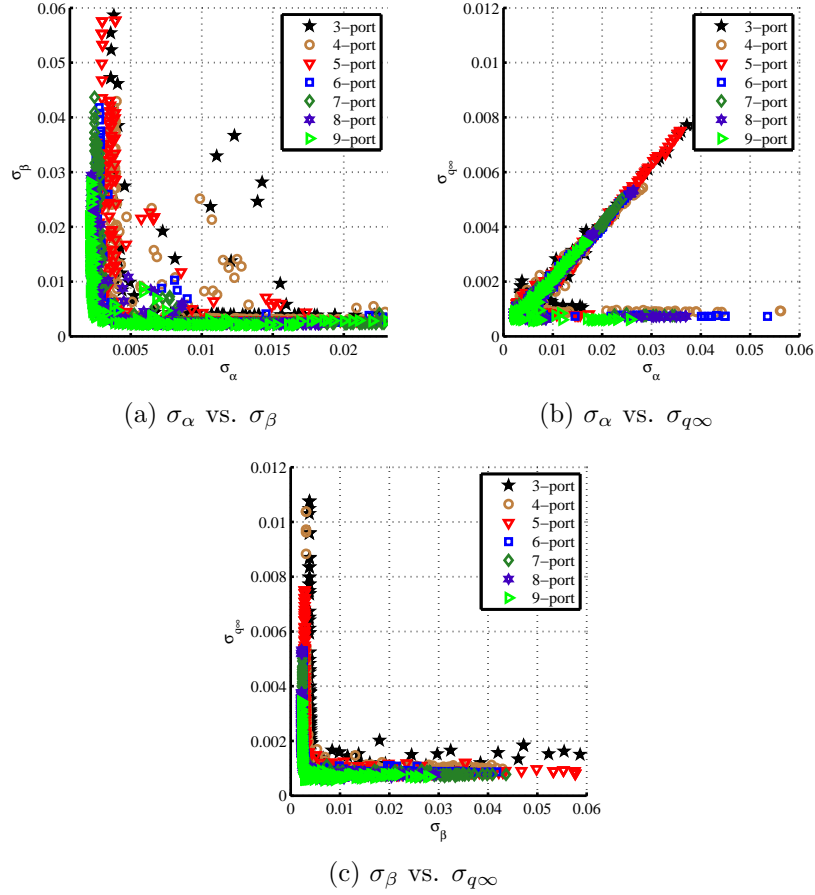 0.06
0.05
0.04
0.03
0.02
0.01
0
σβ
0.005
0.01
0.015
0.02
σα
3−port
4−port
5−port
6−port
7−port
8−port
9−port
(a) σα vs. σβ
0.012
0.01
0.008
0.006
0.004
0.002
0
σq∞
0
0.01
0.02
0.03
0.04
0.05
0.06
σα
3−port
4−port
5−port
6−port
7−port
8−port
9−port
(b) σα vs. σq∞
0.012
0.01
0.008
0.006
0.004
0.002
0
σq∞
0
0.01
0.02
0.03
0.04
0.05
0.06
σβ
3−port
4−port
5−port
6−port
7−port
8−port
9−port
(c) σβ vs. σq∞